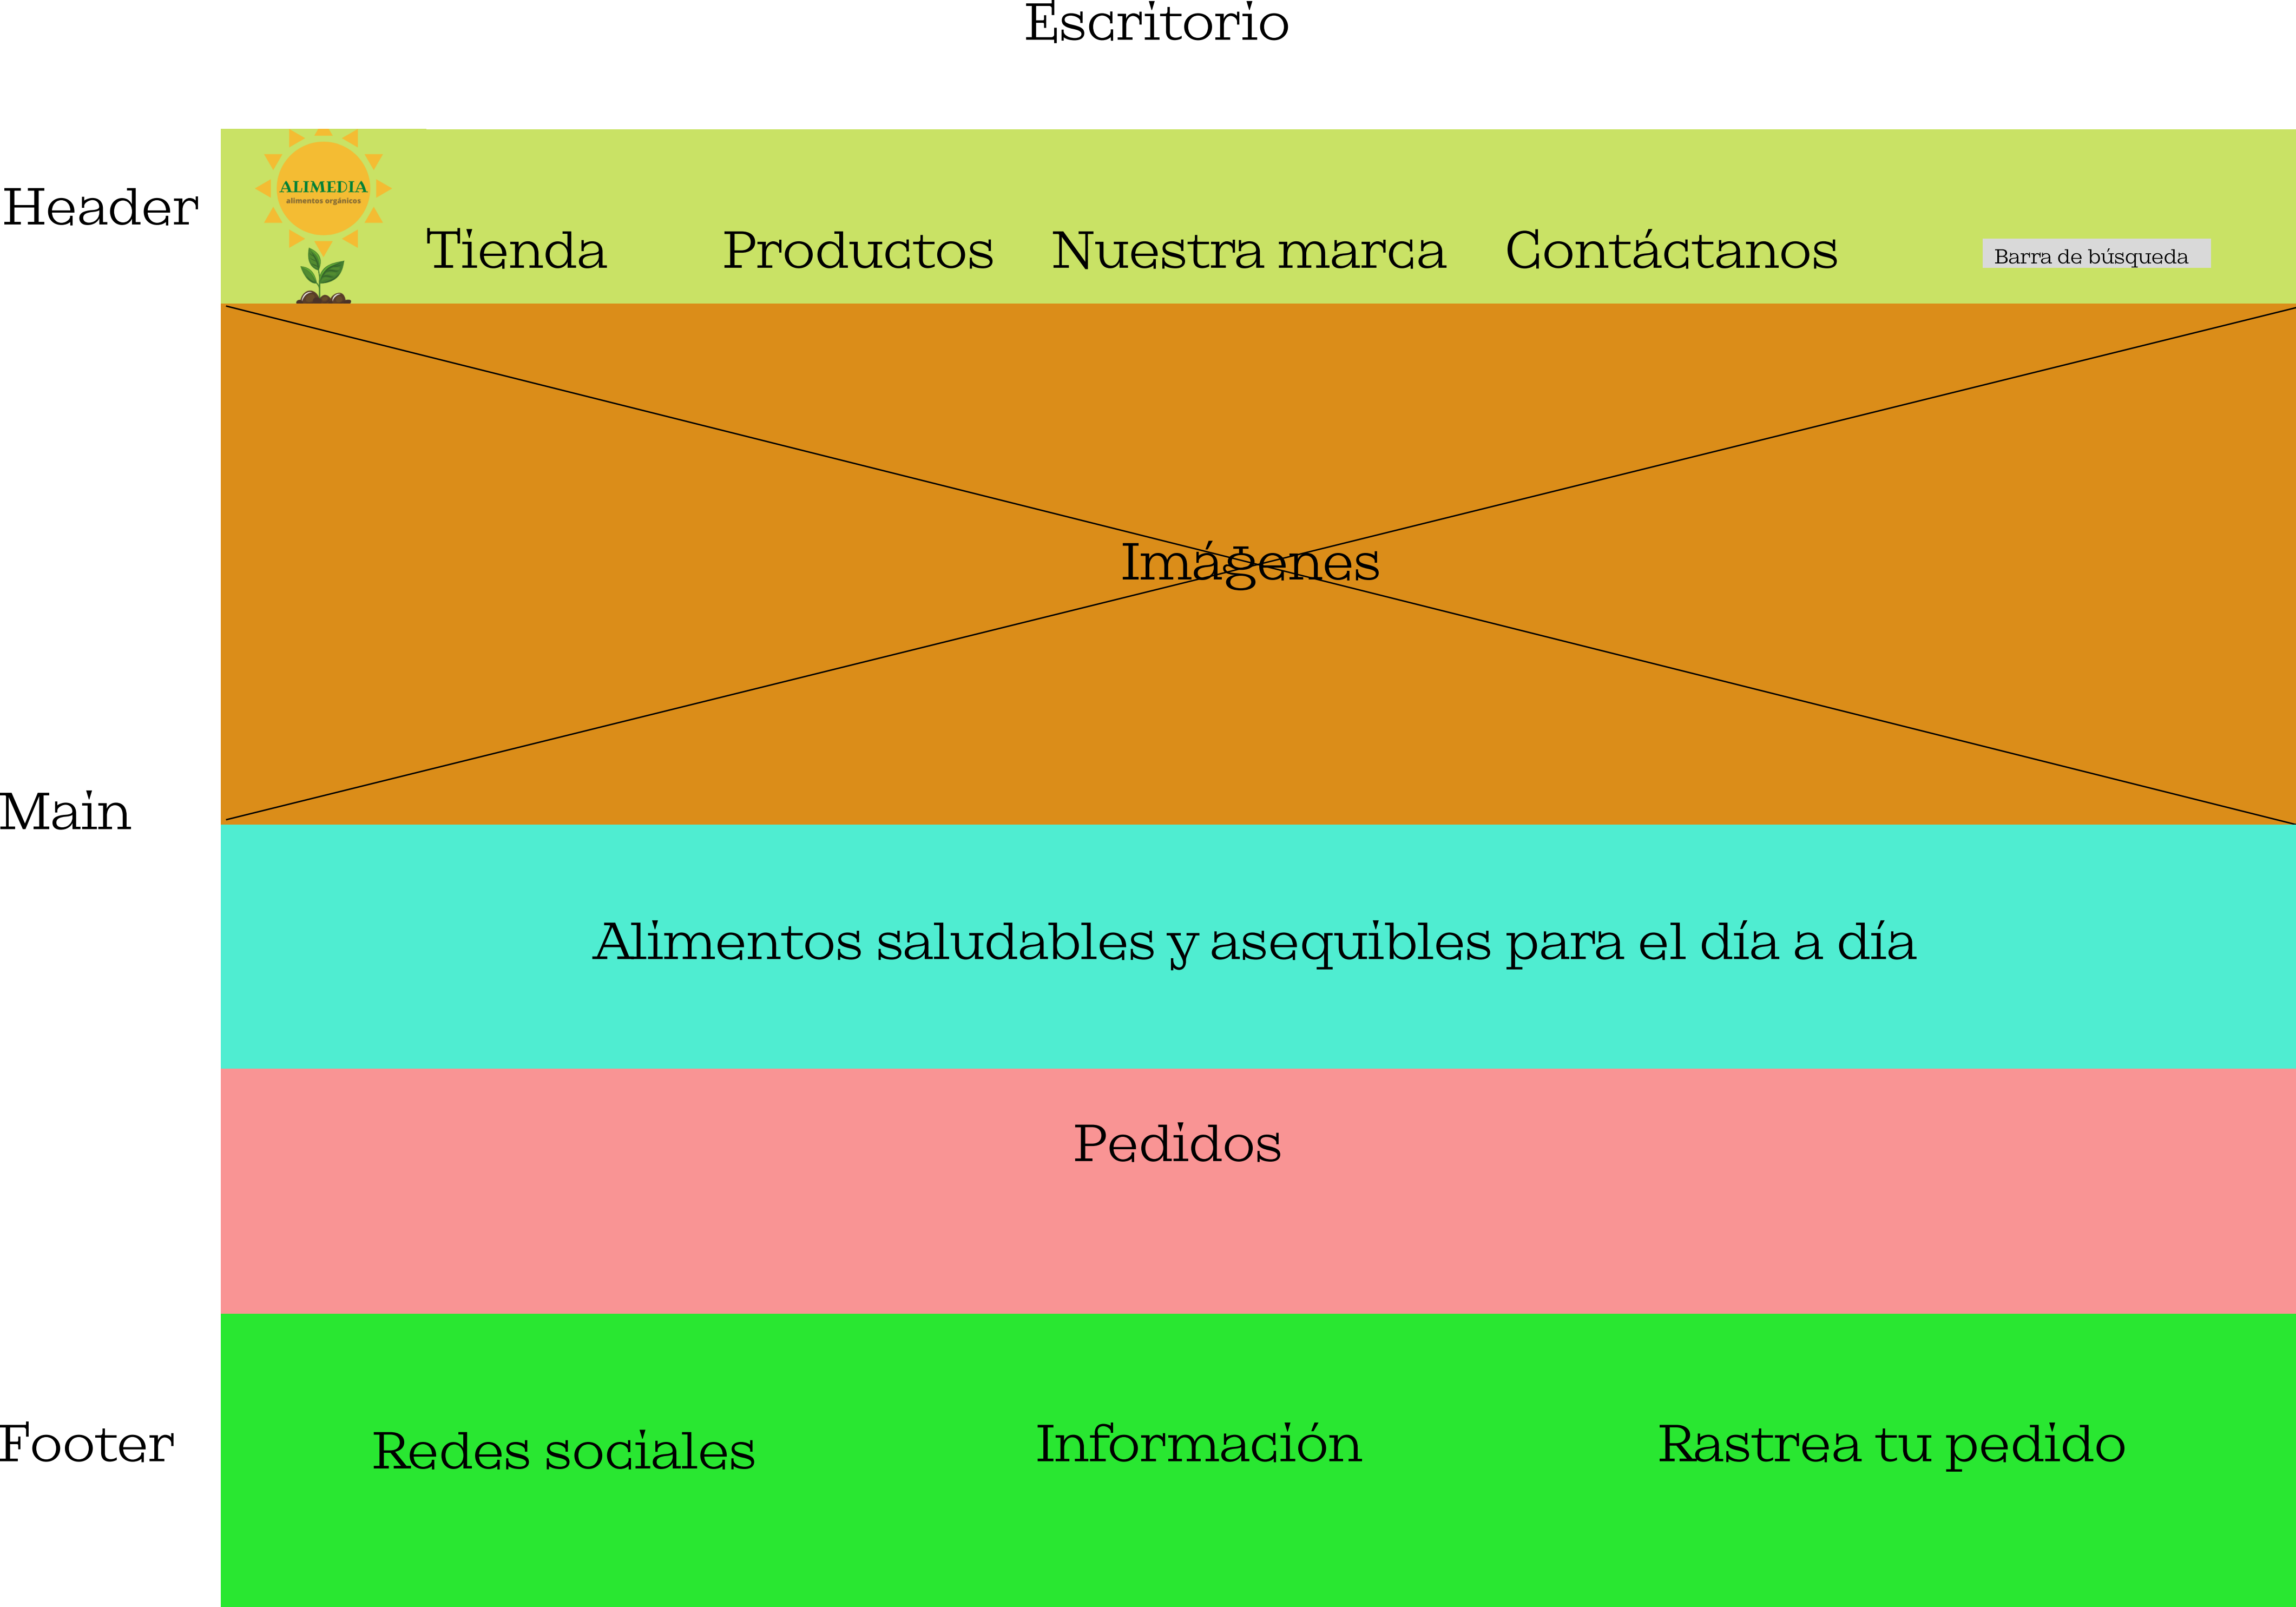 Escritorio
Header
ALIMEDIA
alimentos orgánicos
Tienda Productos Nuestra marca Contáctanos Barra de búsqueda
Imágenes
Main
Alimentos saludables y asequibles para el día a día
Pedidos
Footer
Redes sociales Información Rastrea tu pedido